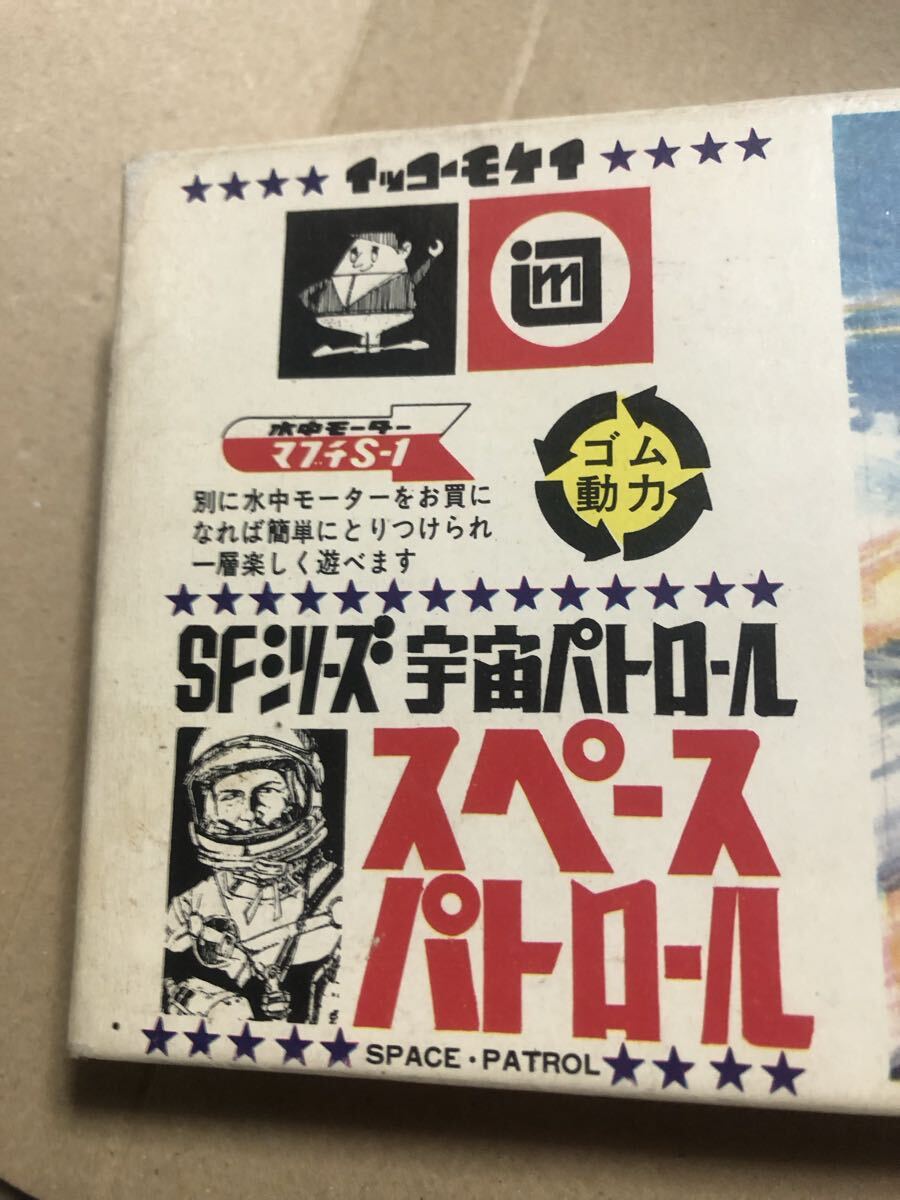 イッコーモケイ
im
水中モーター
マブチS-1
別に水中モーターをお買に
なれば簡単にとりつけられ
一層楽しく遊べます
ゴム
動力
SFシリーズ 宇宙パトロール
スペース
パトロール
SPACE・PATROL